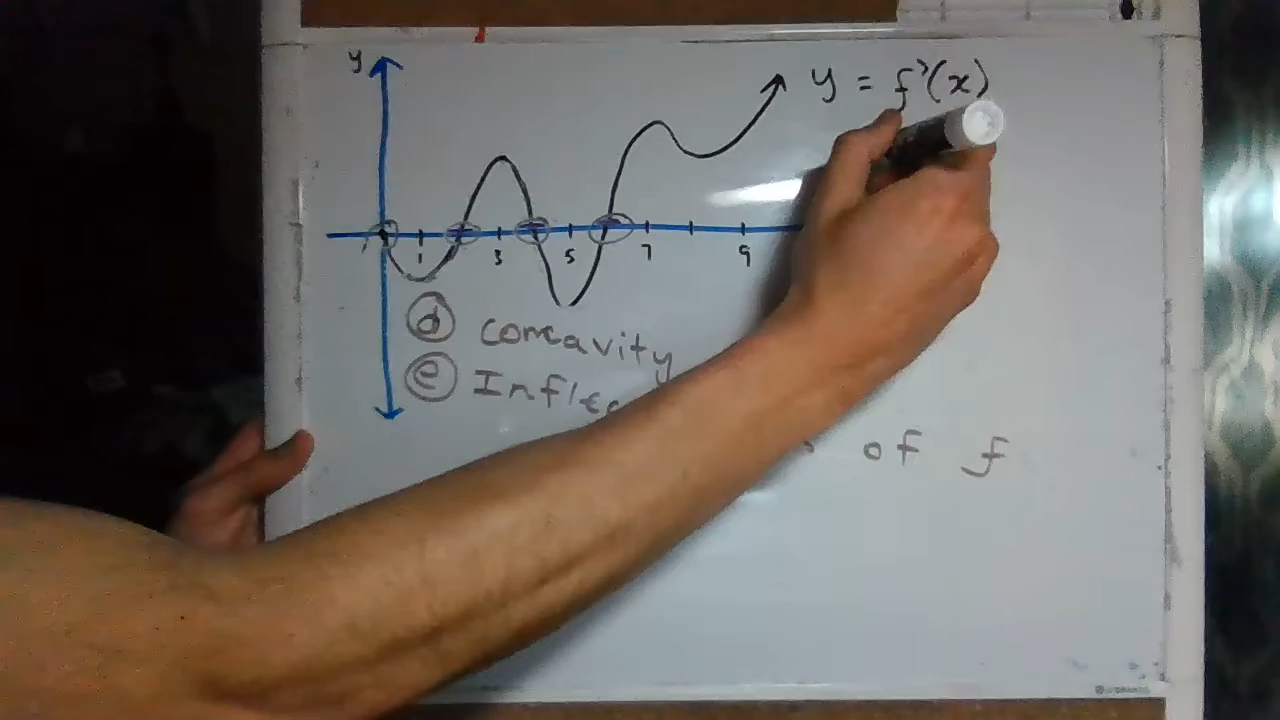 y
y = f'(x)
1 3 5 7 9
d concavity
e Inflec
of f